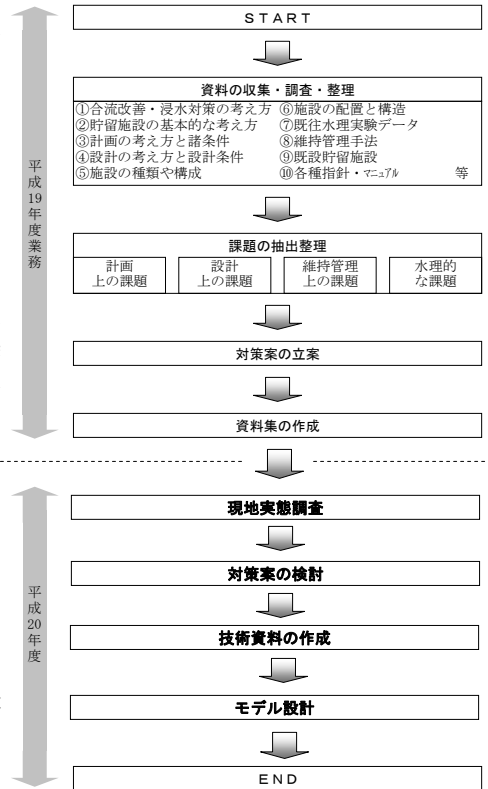 START
資料の収集・調査・整理
①合流改善・浸水対策の考え方 ⑥施設の配置と構造
②貯留施設の基本的な考え方 ⑦既往水理実験データ
③計画の考え方と諸条件 ⑧維持管理手法
④設計の考え方と設計条件 ⑨既設貯留施設
⑤施設の種類や構成 ⑩各種指針・マニュアル 等
平成19年度業務
課題の抽出整理
計画
上の課題
設計
上の課題
維持管理
上の課題
水理的
な課題
対策案の立案
資料集の作成
平成20年度
現地実態調査
対策案の検討
技術資料の作成
モデル設計
END